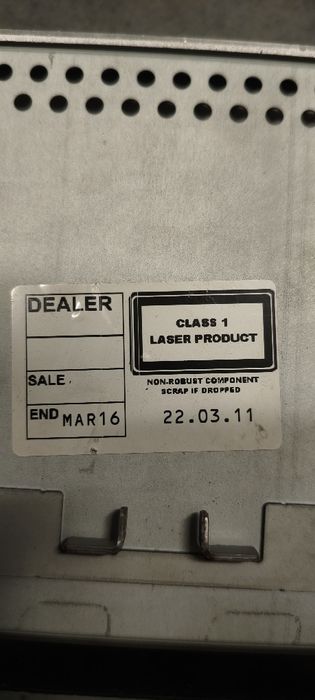 DEALER
SALE
END MAR16
CLASS 1
LASER PRODUCT
NON-ROBUST COMPONENT
SCRAP IF DROPPED
22.03.11